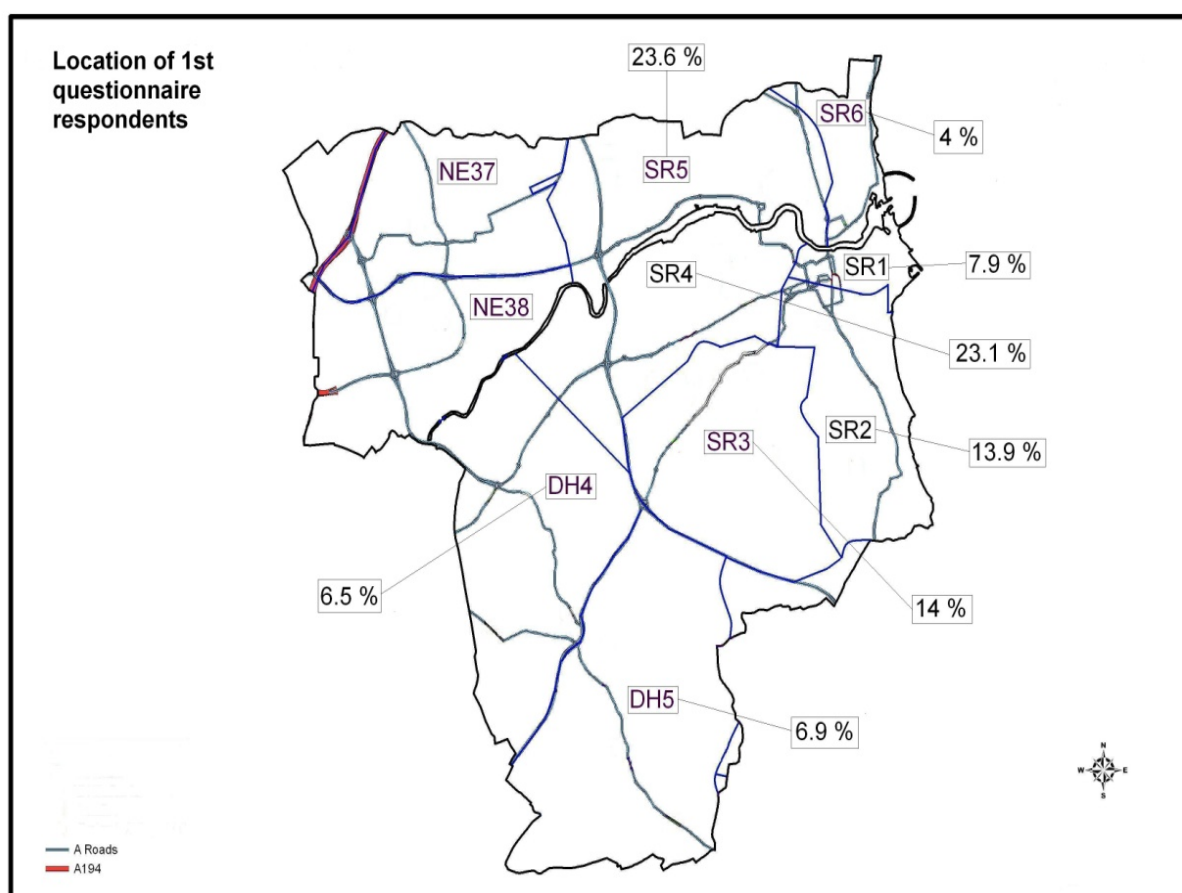 Location of 1st
questionnaire
respondents
23.6 %
SR6
4 %
NE37
SR5
SR1
7.9 %
SR4
NE38
23.1 %
SR2
SR3
13.9 %
DH4
6.5 %
14 %
DH5
6.9 %
N
W
E
S
A Roads
A194